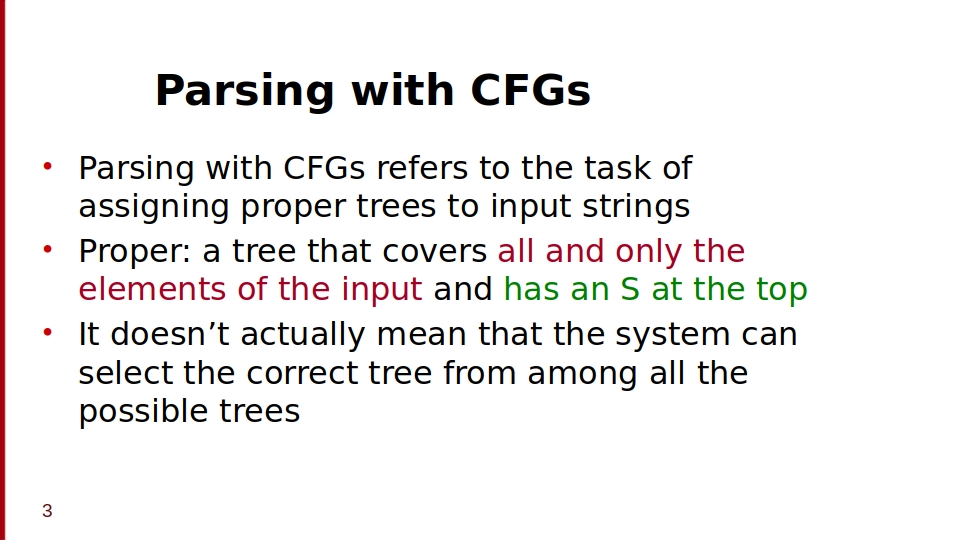 Parsing with CFGs
• Parsing with CFGs refers to the task of
assigning proper trees to input strings
• Proper: a tree that covers all and only the
elements of the input and has an S at the top
• It doesn’t actually mean that the system can
select the correct tree from among all the
possible trees
3